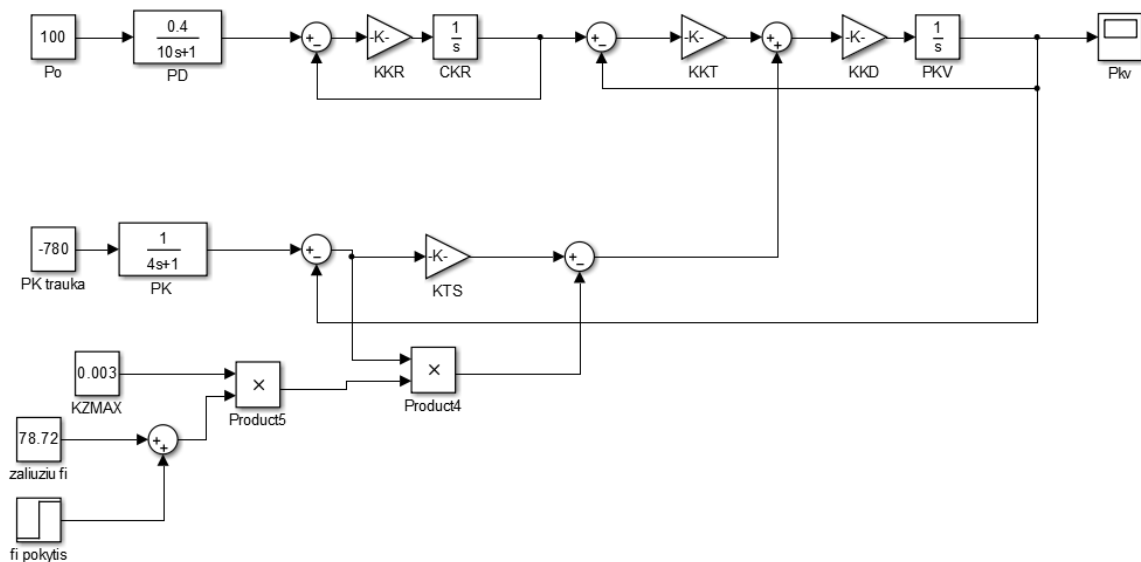 100
Po
0.4
10s+1
PD
+
−
-K-
KKR
1
s
CKR
+
−
-K-
KKT
+
+
-K-
KKD
1
s
PKV
Pkv
-780
PK trauka
1
4s+1
PK
+
−
-K-
KTS
+
−
0.003
KZMAX
×
Product5
×
Product4
78.72
zaliuziu fi
+
+
fi pokytis